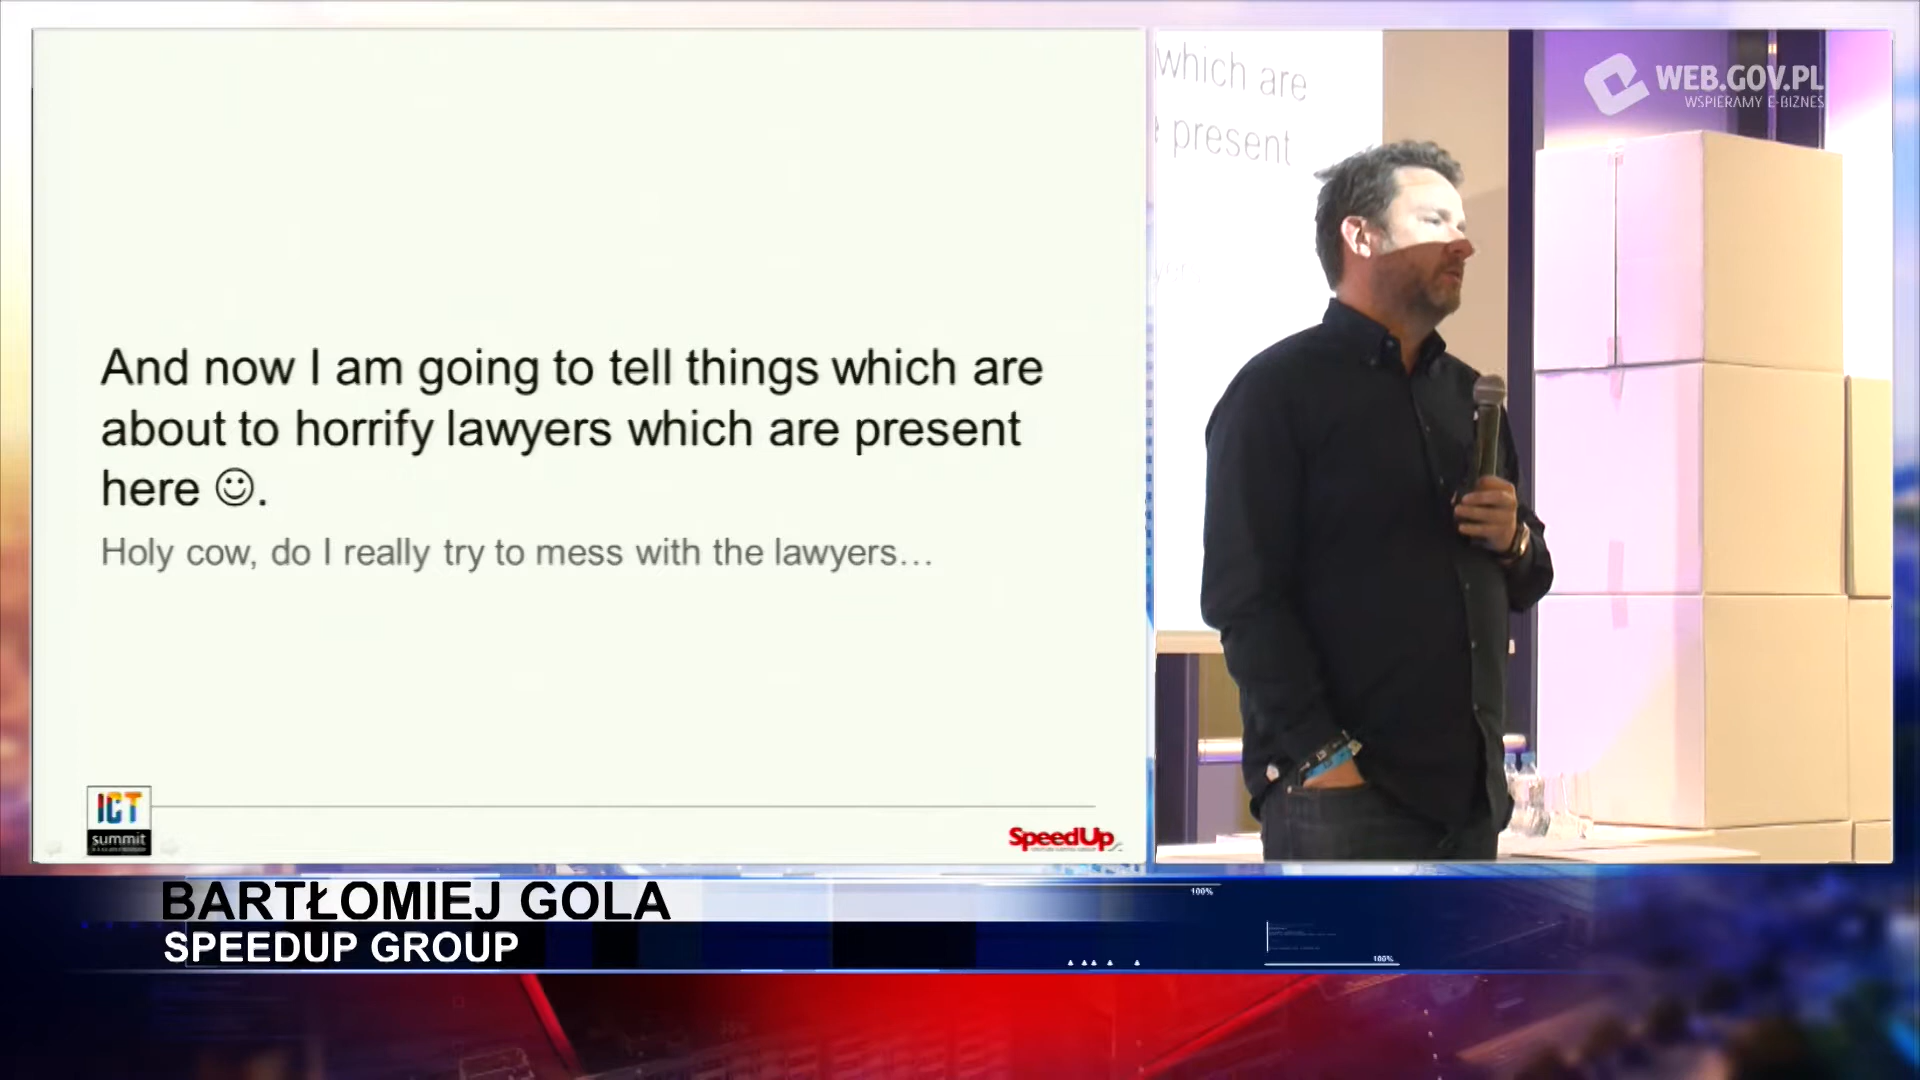 And now I am going to tell things which are
about to horrify lawyers which are present
here ☺.
Holy cow, do I really try to mess with the lawyers…
ICT
summit
SpeedUp
which are
present
WEB.GOV.PL
WSPIERAMY E-BIZNES
BARTŁOMIEJ GOLA
SPEEDUP GROUP
100%
100%